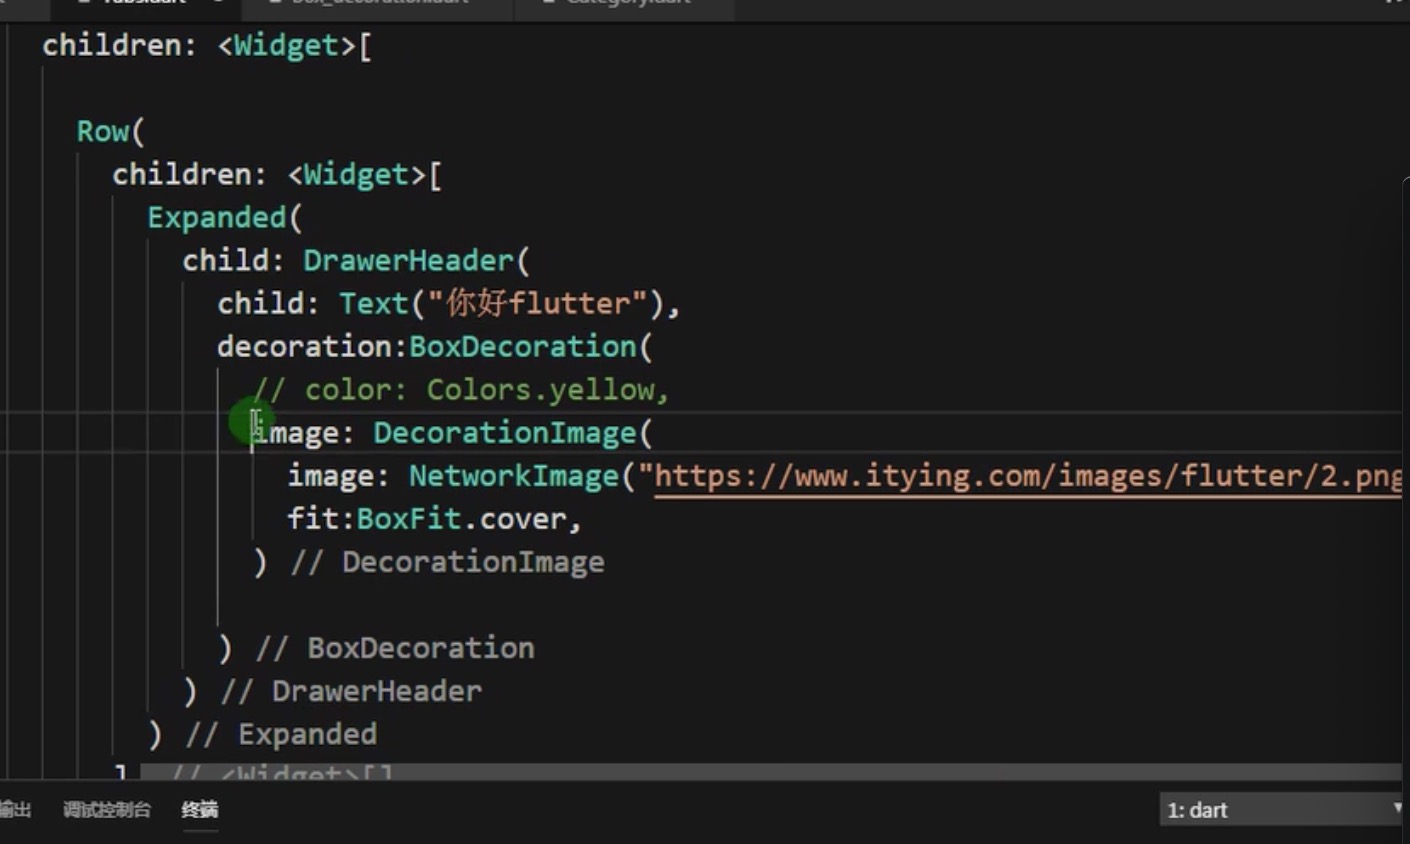 children: <Widget>[
Row(
children: <Widget>[
Expanded(
child: DrawerHeader(
child: Text("你好flutter"),
decoration:BoxDecoration(
// color: Colors.yellow,
image: DecorationImage(
image: NetworkImage("https://www.itying.com/images/flutter/2.png
fit:BoxFit.cover,
) // DecorationImage
) // BoxDecoration
) // DrawerHeader
) // Expanded
] // <Widget>[]
输出 调试控制台 终端 1: dart